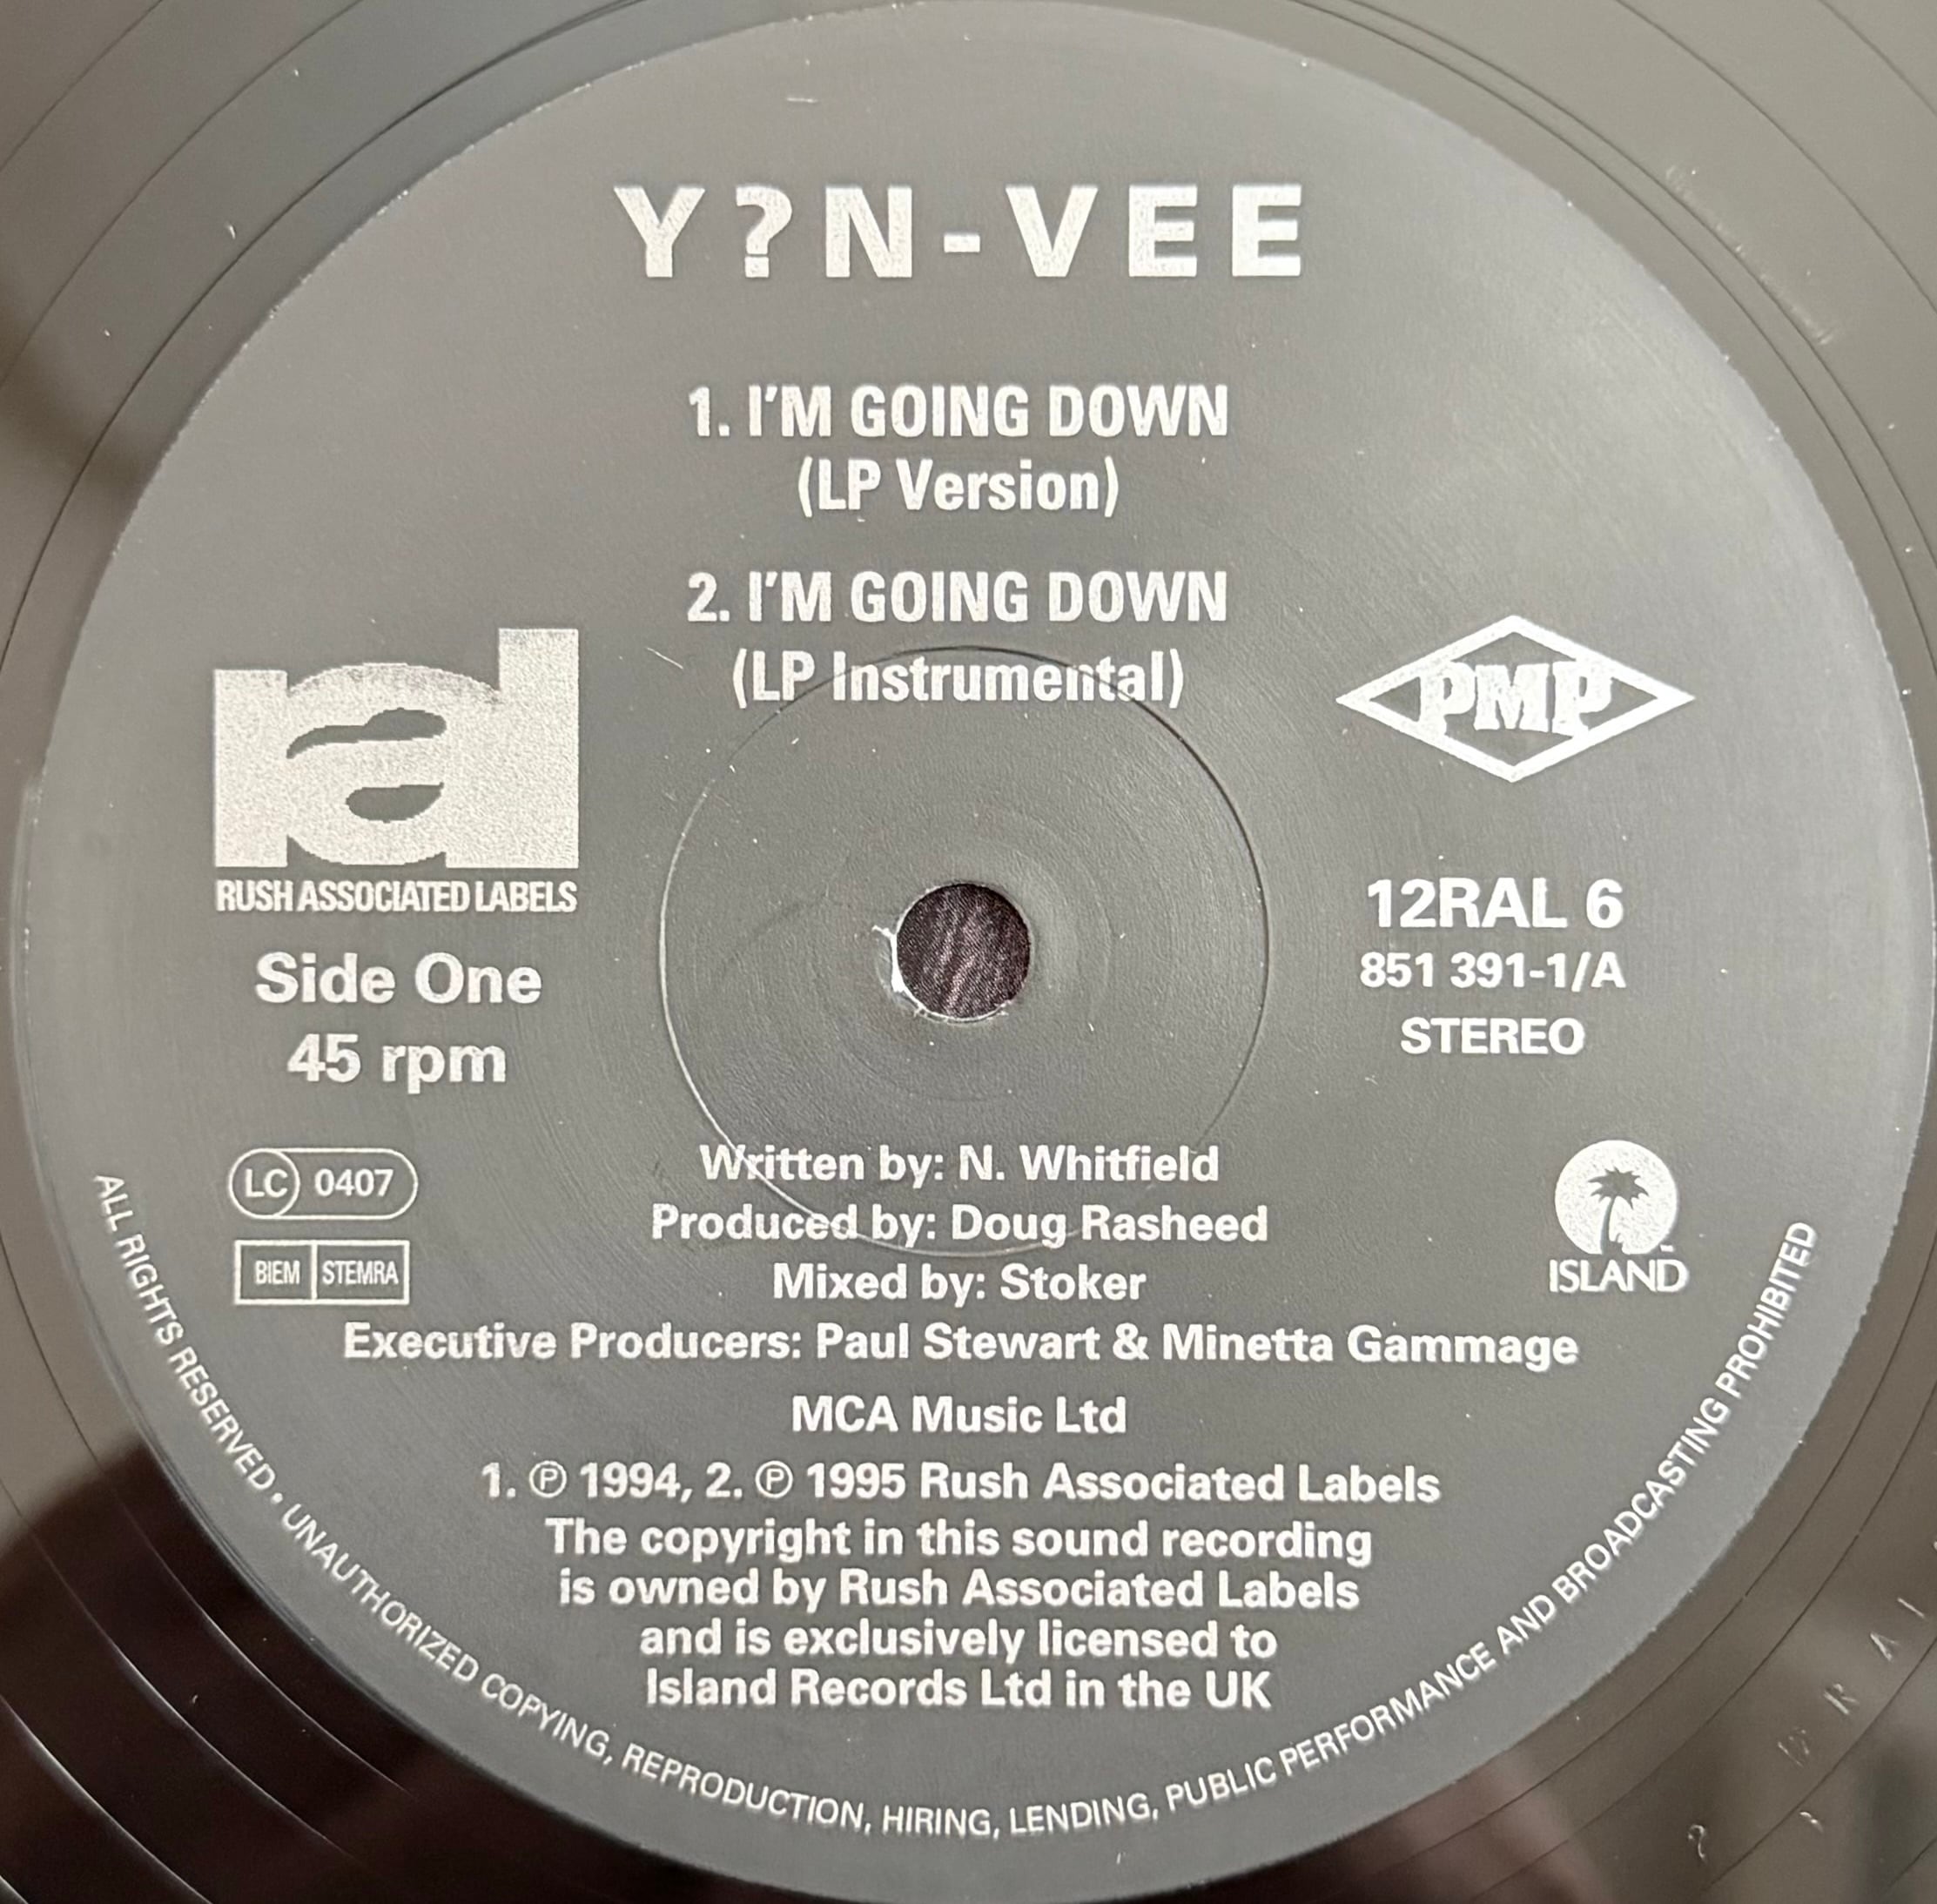 Y?N-VEE
1. I'M GOING DOWN
(LP Version)
2. I'M GOING DOWN
(LP Instrumental)
ral
RUSH ASSOCIATED LABELS
Side One
45 rpm
PMP
12RAL 6
851 391-1/A
STEREO
LC 0407
BIEM STEMRA
Written by: N. Whitfield
Produced by: Doug Rasheed
Mixed by: Stoker
Executive Producers: Paul Stewart & Minetta Gammage
MCA Music Ltd
1. ℗ 1994, 2. ℗ 1995 Rush Associated Labels
The copyright in this sound recording
is owned by Rush Associated Labels
and is exclusively licensed to
Island Records Ltd in the UK
ISLAND
ALL RIGHTS RESERVED • UNAUTHORIZED COPYING, REPRODUCTION, HIRING, LENDING, PUBLIC PERFORMANCE AND BROADCASTING PROHIBITED